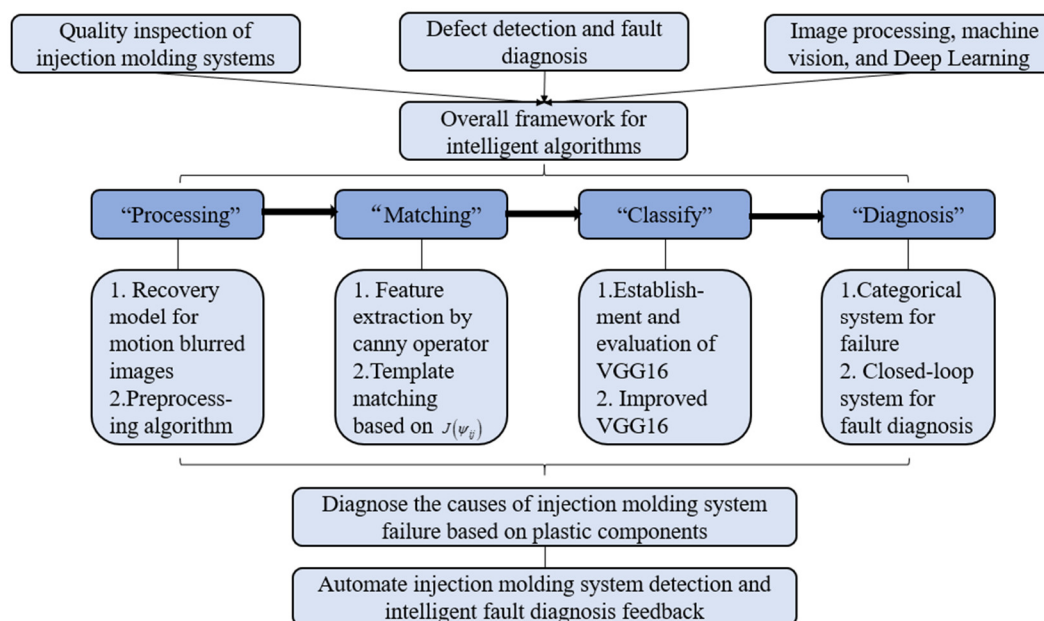 Quality inspection of
injection molding systems
Defect detection and fault
diagnosis
Image processing, machine
vision, and Deep Learning
Overall framework for
intelligent algorithms
“Processing”
“Matching”
“Classify”
“Diagnosis”
1. Recovery
model for
motion blurred
images
2.Preprocess-
ing algorithm
1. Feature
extraction by
canny operator
2.Template
matching
based on J(ψij)
1.Establish-
ment and
evaluation of
VGG16
2. Improved
VGG16
1.Categorical
system for
failure
2. Closed-loop
system for
fault diagnosis
Diagnose the causes of injection molding system
failure based on plastic components
Automate injection molding system detection and
intelligent fault diagnosis feedback